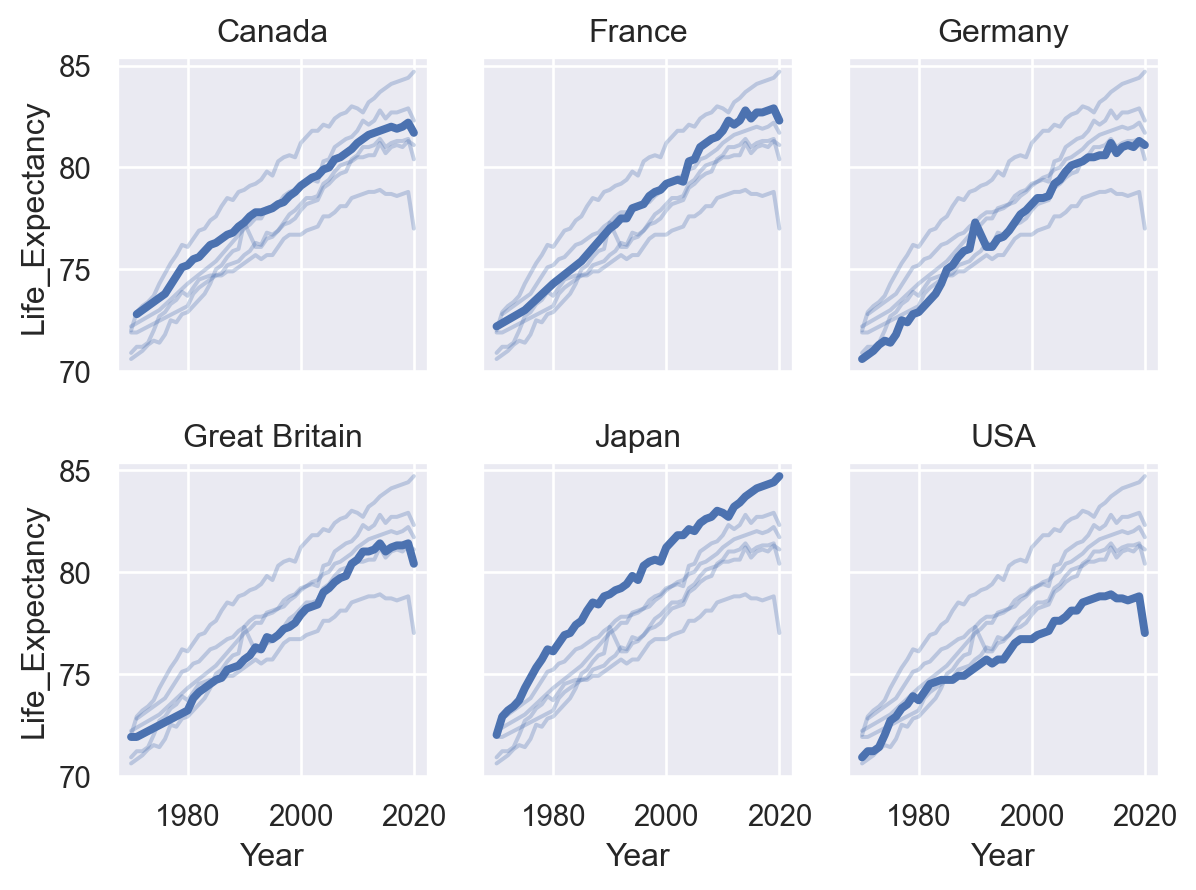 Canada France Germany
85
80
75
70
Life_Expectancy
Great Britain Japan USA
85
80
75
70
Life_Expectancy
1980 2000 2020 1980 2000 2020 1980 2000 2020
Year Year Year